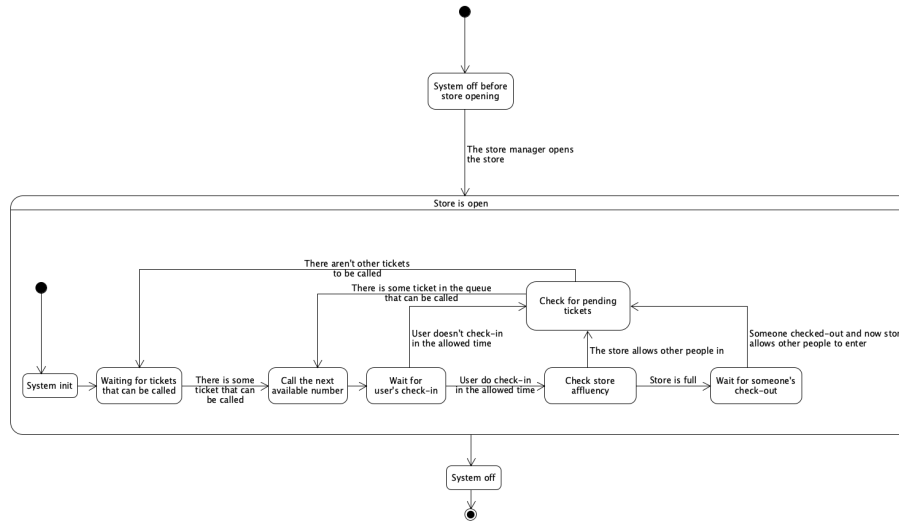 System off before
store opening
The store manager opens
the store
Store is open
There aren't other tickets
to be called
There is some ticket in the queue
that can be called
Check for pending
tickets
User doesn't check-in
in the allowed time
Someone checked-out and now stor
allows other people to enter
The store allows other people in
System init
Waiting for tickets
that can be called
There is some
ticket that can
be called
Call the next
available number
Wait for
user's check-in
User do check-in
in the allowed time
Check store
affluency
Store is full
Wait for someone's
check-out
System off